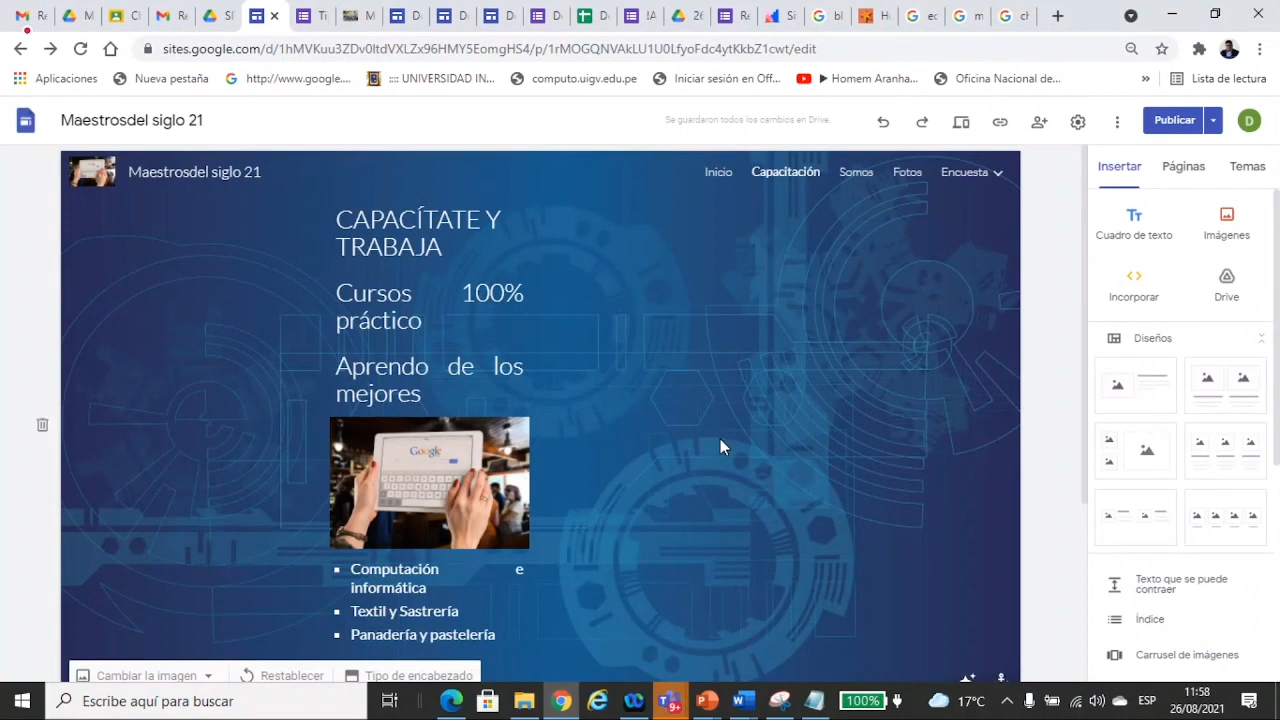 sites.google.com/d/1hMVKuu3ZDv0ltdVXLZx96HMY5EomgHS4/p/1rMOGQNVAkLU1U0LfyoFdc4ytKkbZ1cwt/edit
Aplicaciones
Nueva pestaña
http://www.google....
:::: UNIVERSIDAD IN...
computo.uigv.edu.pe
Iniciar sesión en Off...
▶ Homem Aranha...
Oficina Nacional de...
»
Lista de lectura
Maestrosdel siglo 21
Se guardaron todos los cambios en Drive.
Publicar
D
Maestrosdel siglo 21
Inicio
Capacitación
Somos
Fotos
Encuesta
Insertar
Páginas
Temas
CAPACÍTATE Y
TRABAJA
Cursos 100%
práctico
Aprendo de los
mejores
Google
Computación e
informática
Textil y Sastrería
Panadería y pastelería
Cambiar la imagen
Restablecer
Tipo de encabezado
Tt
Cuadro de texto
Imágenes
Incorporar
Drive
Diseños
Texto que se puede
contraer
Índice
Carrusel de imágenes
Escribe aquí para buscar
9+
100%
17°C
ESP
11:58
26/08/2021